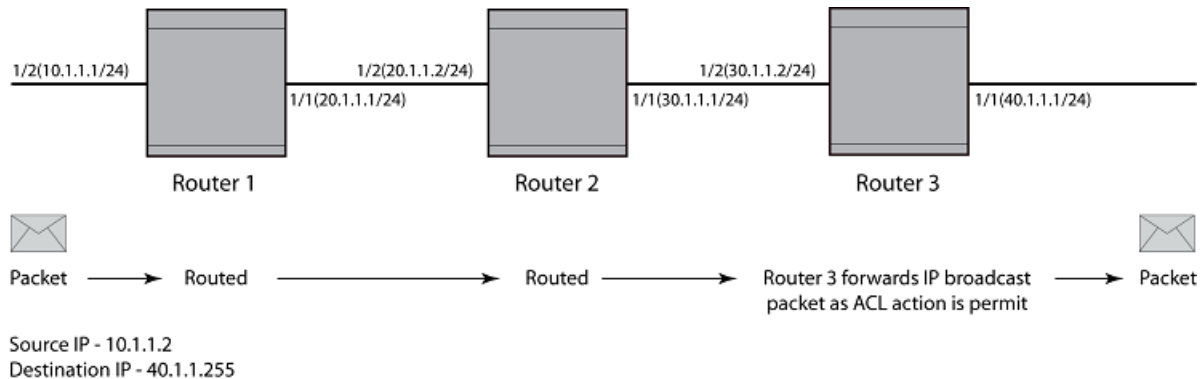 1/2(10.1.1.1/24)
1/1(20.1.1.1/24)
1/2(20.1.1.2/24)
1/1(30.1.1.1/24)
1/2(30.1.1.2/24)
1/1(40.1.1.1/24)
Router 1
Router 2
Router 3
Packet
Routed
Routed
Router 3 forwards IP broadcast
packet as ACL action is permit
Packet
Source IP - 10.1.1.2
Destination IP - 40.1.1.255